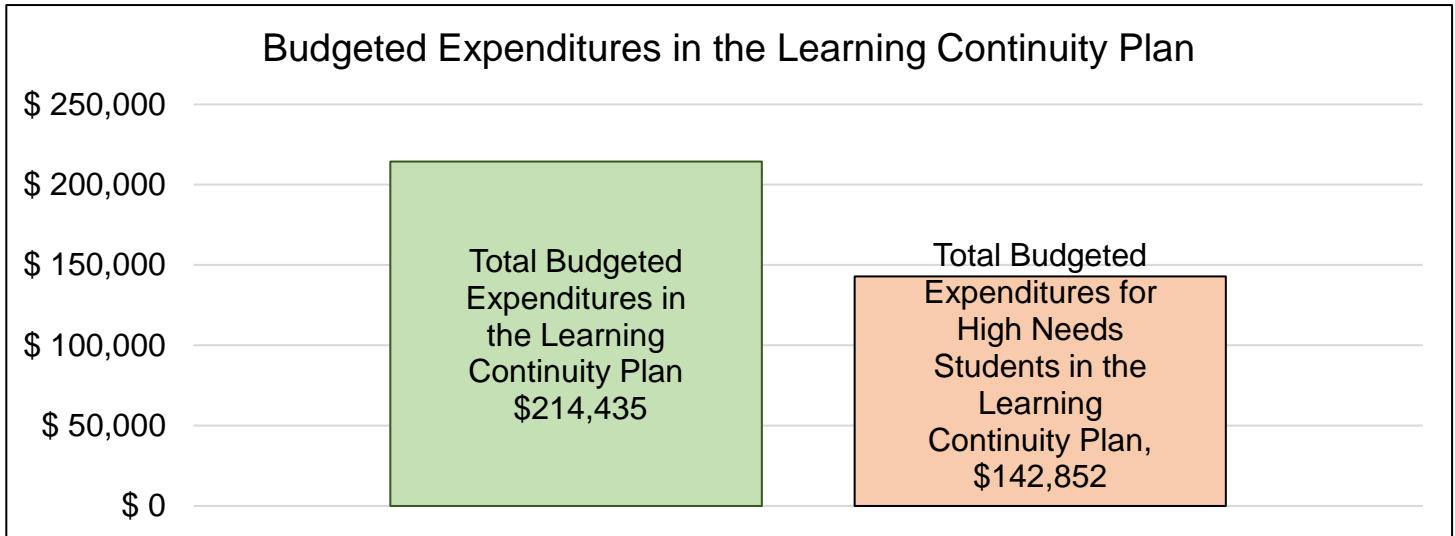 Budgeted Expenditures in the Learning Continuity Plan
$ 250,000
$ 200,000
$ 150,000
$ 100,000
$ 50,000
$ 0
Total Budgeted
Expenditures in
the Learning
Continuity Plan
$214,435
Total Budgeted
Expenditures for
High Needs
Students in the
Learning
Continuity Plan,
$142,852